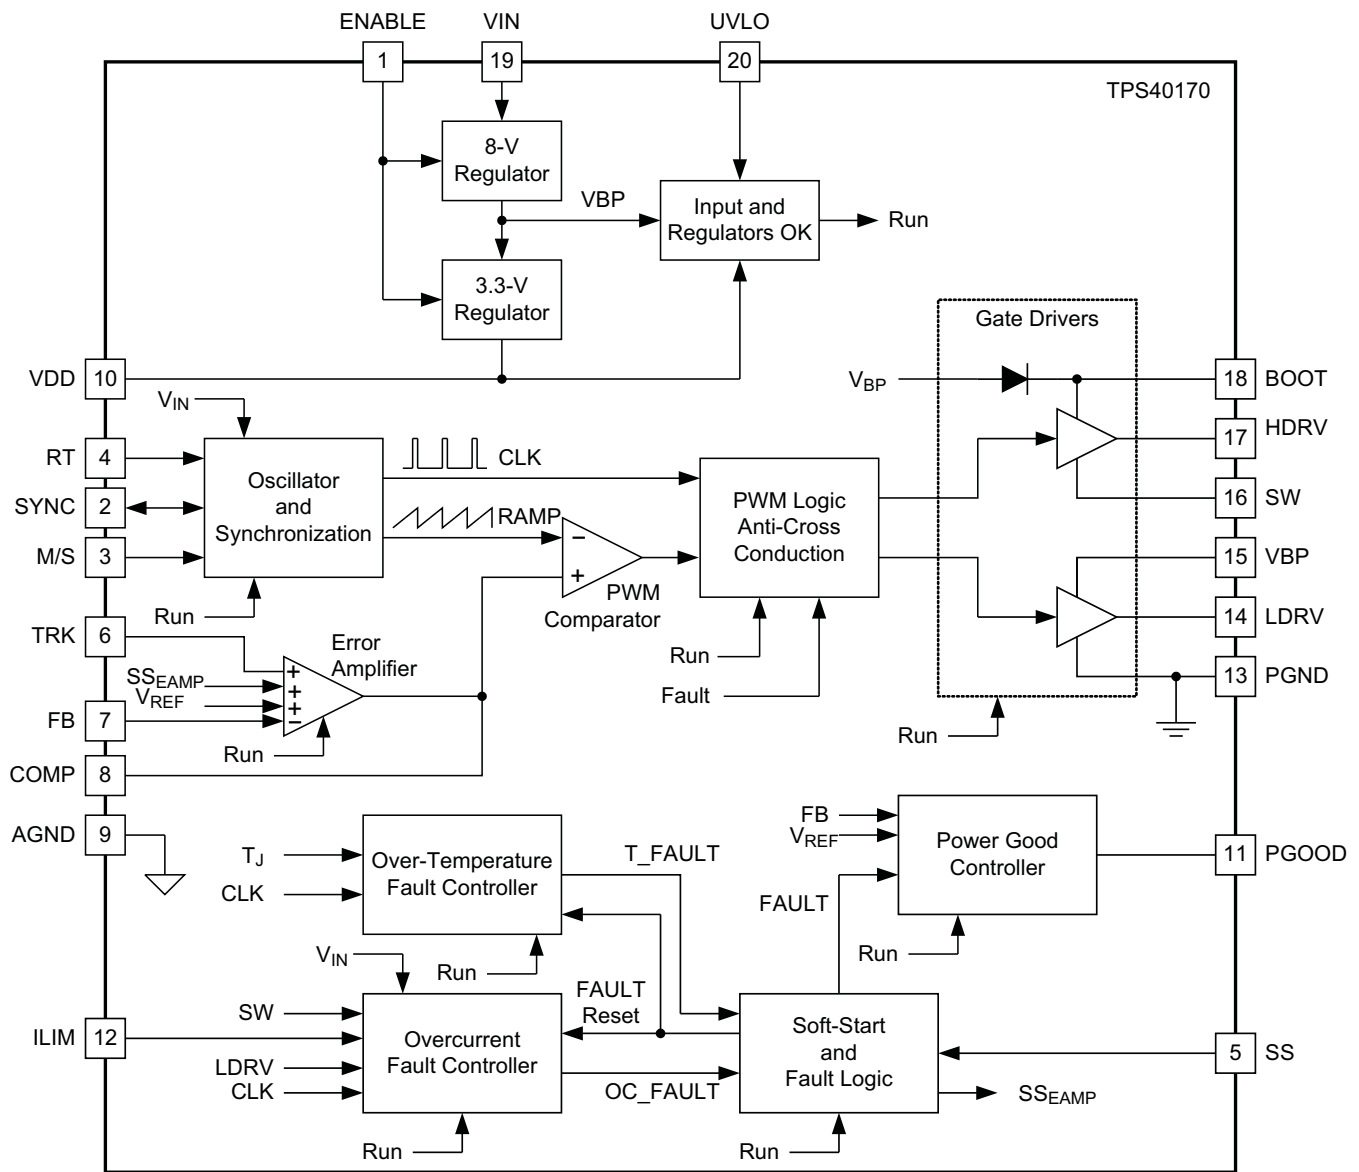 ENABLE
VIN
UVLO
1
19
20
TPS40170
8-V
Regulator
VBP
Input and
Regulators OK
Run
3.3-V
Regulator
Gate Drivers
VDD
10
VBP
18
BOOT
VIN
RT
4
Oscillator
and
Synchronization
CLK
PWM Logic
Anti-Cross
Conduction
17
HDRV
SYNC
2
RAMP
16
SW
M/S
3
−
+
PWM
Comparator
15
VBP
Run
TRK
6
Error
Amplifier
Run
14
LDRV
SSEAMP
VREF
+
+
+
−
Fault
13
PGND
FB
7
Run
Run
COMP
8
AGND
9
FB
VREF
Power Good
Controller
11
PGOOD
TJ
CLK
Over-Temperature
Fault Controller
T_FAULT
FAULT
Run
VIN
Run
FAULT
Reset
SW
ILIM
12
LDRV
CLK
Overcurrent
Fault Controller
OC_FAULT
Soft-Start
and
Fault Logic
5
SS
SSEAMP
Run
Run